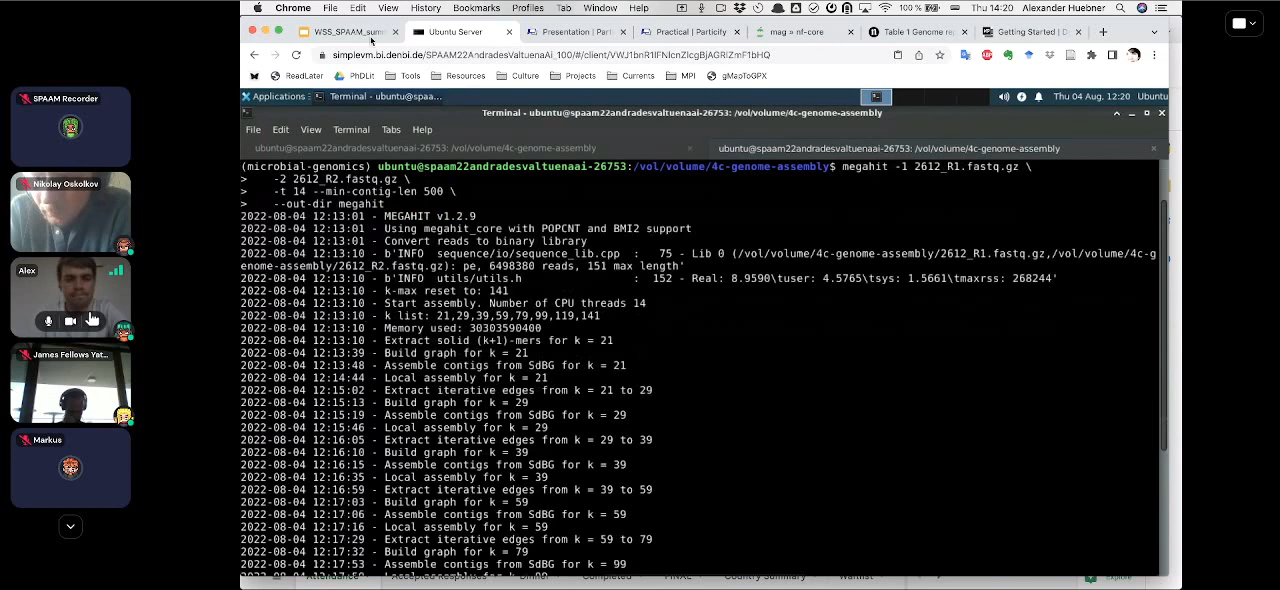 Chrome File Edit View History Bookmarks Profiles Tab Window Help 100% Thu 14:20 Alexander Huebner
WSS_SPAAM_sum Ubuntu Server Presentation | Part Practical | Particity mag » nf-core Table 1 Genome rep Getting Started | D
ReadLater PhDLit Tools Resources Culture Projects Currents MPI gMapToGPX
Applications Terminal - ubuntu@spaa... Thu 04 Aug, 12:20 Ubuntu
Terminal - ubuntu@spaam22andradesvaltuenaai-26753: /vol/volume/4c-genome-assembly
File Edit View Terminal Tabs Help
ubuntu@spaam22andradesvaltuenaai-26753: /vol/volume/4c-genome-assembly ubuntu@spaam22andradesvaltuenaai-26753: /vol/volume/4c-genome-assembly
(microbial-genomics) ubuntu@spaam22andradesvaltuenaai-26753:/vol/volume/4c-genome-assembly$ megahit -1 2612_R1.fastq.gz \
> -2 2612_R2.fastq.gz \
> -t 14 --min-contig-len 500 \
> --out-dir megahit
2022-08-04 12:13:01 - MEGAHIT v1.2.9
2022-08-04 12:13:01 - Using megahit_core with POPCNT and BMI2 support
2022-08-04 12:13:01 - Convert reads to binary library
2022-08-04 12:13:10 - b'INFO sequence/io/sequence_lib.cpp : 75 - Lib 0 (/vol/volume/4c-genome-assembly/2612_R1.fastq.gz,/vol/volume/4c-g
enome-assembly/2612_R2.fastq.gz): pe, 6498380 reads, 151 max length'
2022-08-04 12:13:10 - b'INFO utils/utils.h : 152 - Real: 8.9590\tuser: 4.5765\tsys: 1.5661\tmaxrss: 268244'
2022-08-04 12:13:10 - k-max reset to: 141
2022-08-04 12:13:10 - Start assembly. Number of CPU threads 14
2022-08-04 12:13:10 - k list: 21,29,39,59,79,99,119,141
2022-08-04 12:13:10 - Memory used: 30303590400
2022-08-04 12:13:10 - Extract solid (k+1)-mers for k = 21
2022-08-04 12:13:39 - Build graph for k = 21
2022-08-04 12:13:48 - Assemble contigs from SdBG for k = 21
2022-08-04 12:14:44 - Local assembly for k = 21
2022-08-04 12:15:02 - Extract iterative edges from k = 21 to 29
2022-08-04 12:15:13 - Build graph for k = 29
2022-08-04 12:15:19 - Assemble contigs from SdBG for k = 29
2022-08-04 12:15:46 - Local assembly for k = 29
2022-08-04 12:16:05 - Extract iterative edges from k = 29 to 39
2022-08-04 12:16:10 - Build graph for k = 39
2022-08-04 12:16:15 - Assemble contigs from SdBG for k = 39
2022-08-04 12:16:35 - Local assembly for k = 39
2022-08-04 12:16:59 - Extract iterative edges from k = 39 to 59
2022-08-04 12:17:03 - Build graph for k = 59
2022-08-04 12:17:06 - Assemble contigs from SdBG for k = 59
2022-08-04 12:17:16 - Local assembly for k = 59
2022-08-04 12:17:29 - Extract iterative edges from k = 59 to 79
2022-08-04 12:17:32 - Build graph for k = 79
2022-08-04 12:17:53 - Assemble contigs from SdBG for k = 99
Attendance Accepted Responses Dinner Completed FINAL Country Summary Waitlist Explore
SPAAM Recorder
Nikolay Oskolkov
Alex
James Fellows Yat...
Markus